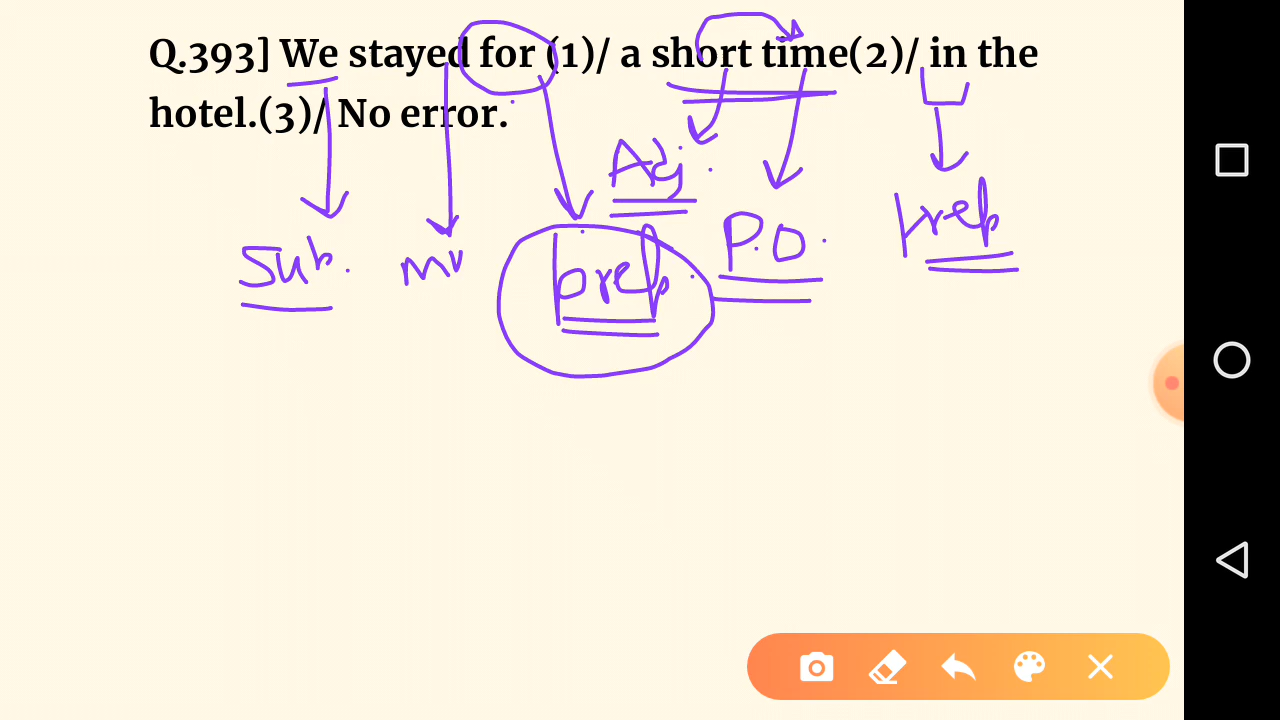 Q.393] We stayed for (1)/ a short time(2)/ in the
hotel.(3)/ No error.
Adj.
Sub. mv prep. P.O. prep